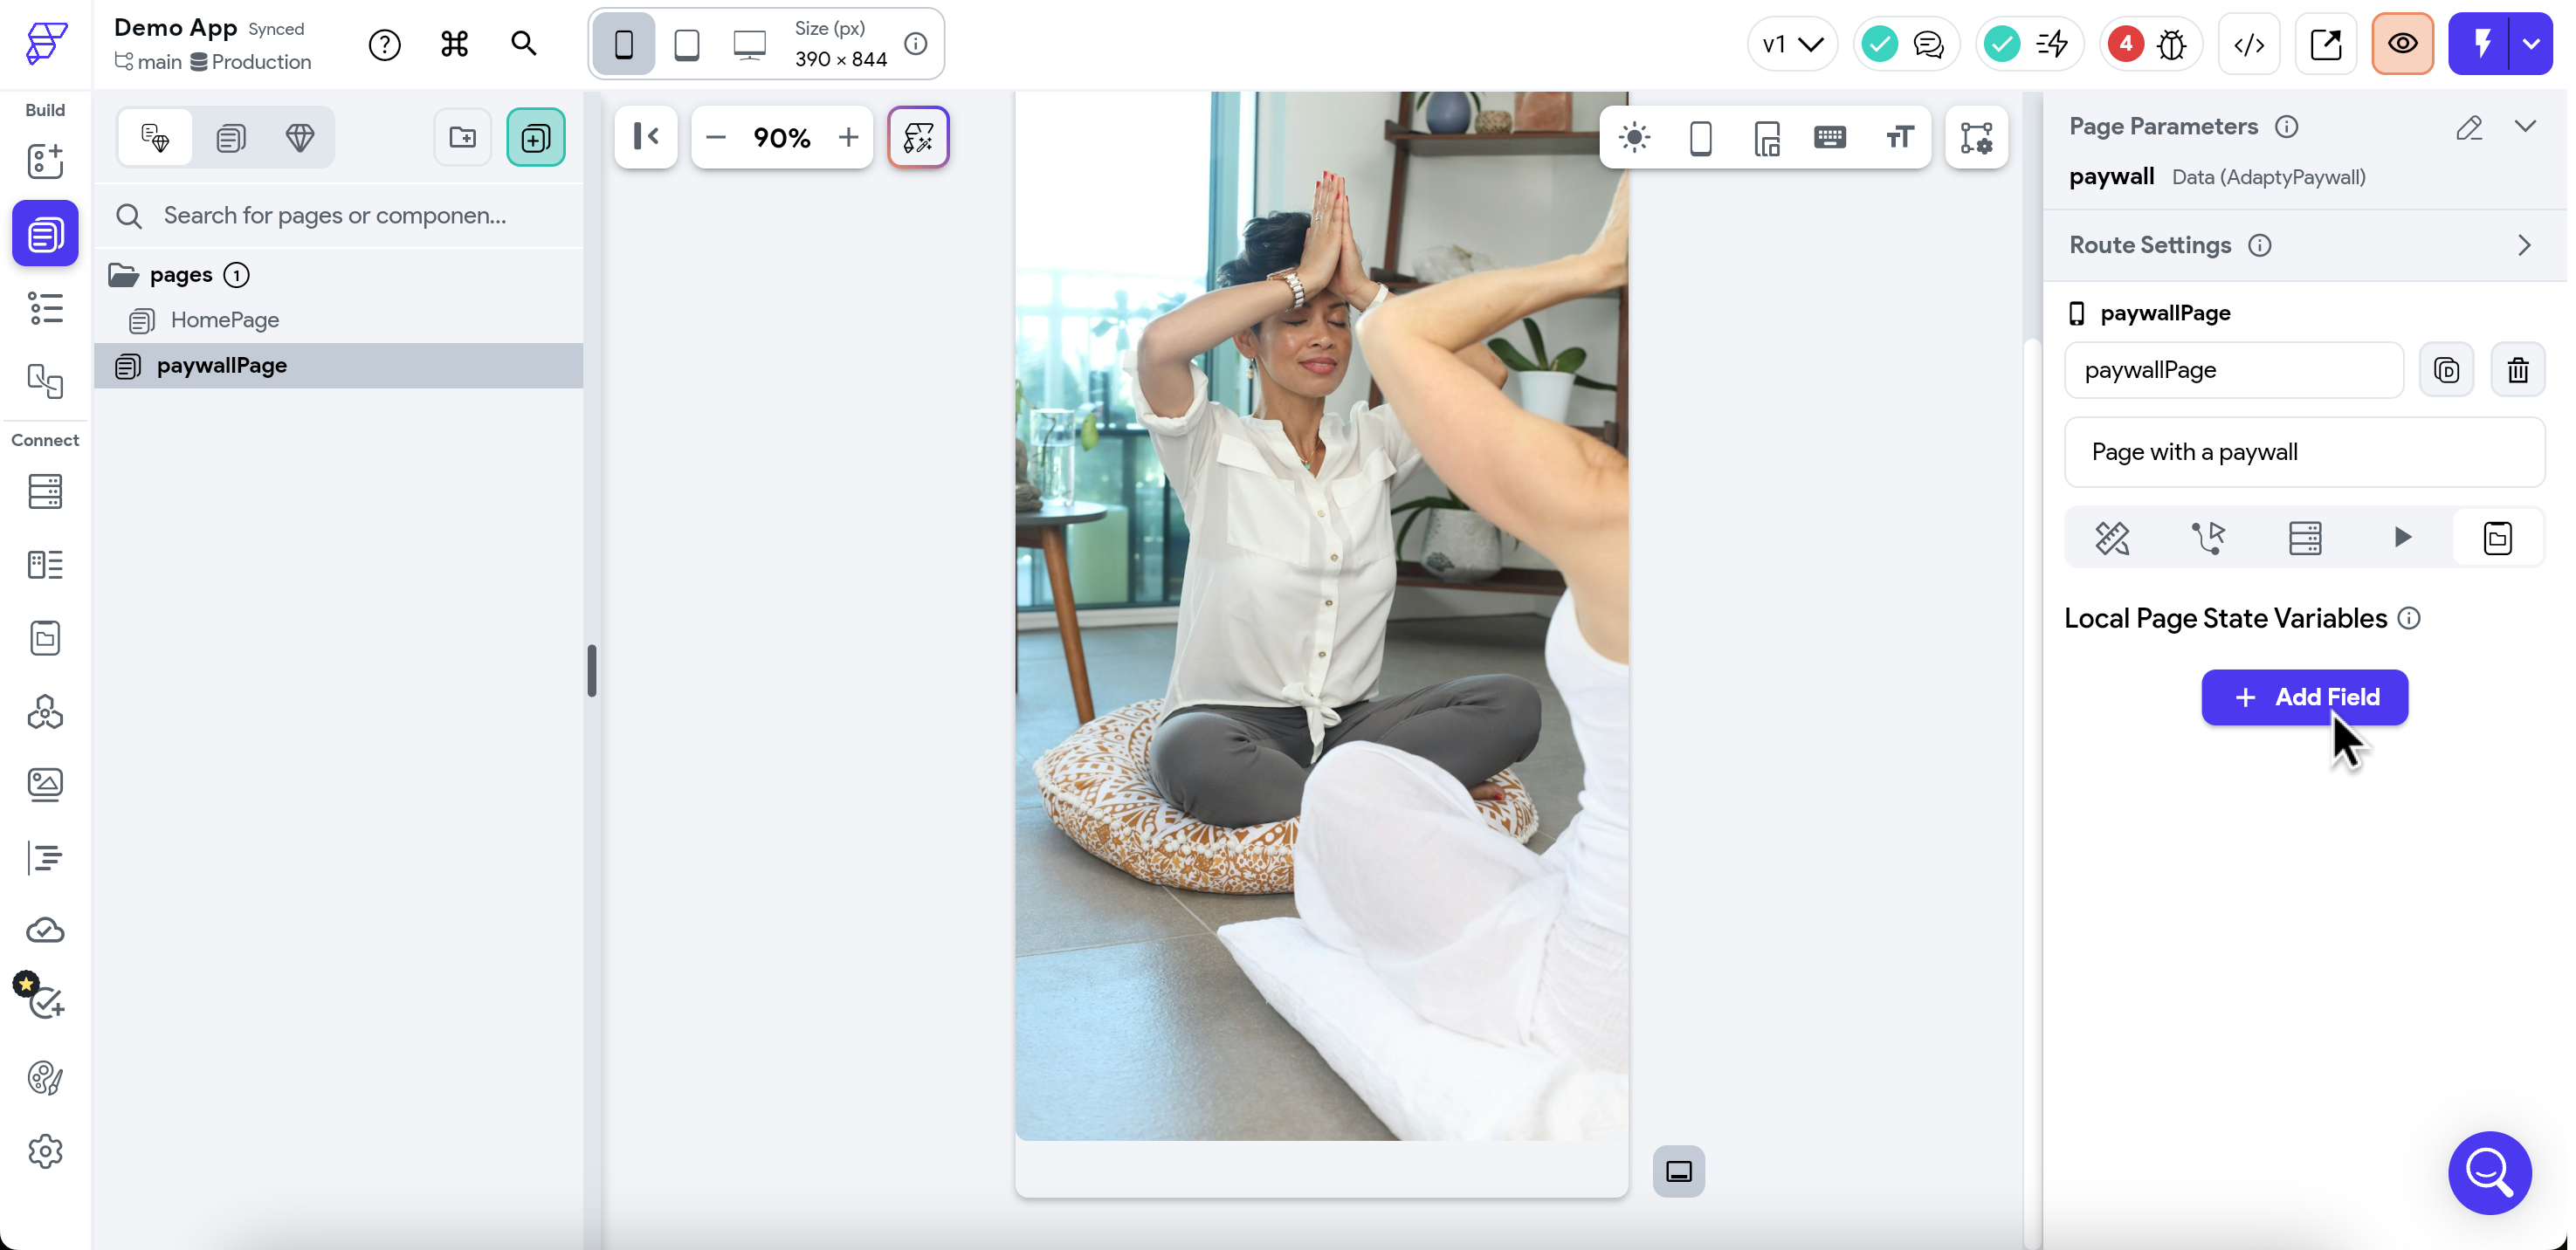 Demo App Synced
main Production
Size (px)
390 × 844
v1
4
Build
Connect
Search for pages or componen...
pages 1
HomePage
paywallPage
90%
Page Parameters
paywall Data (AdaptyPaywall)
Route Settings
paywallPage
paywallPage
Page with a paywall
Local Page State Variables
+ Add Field